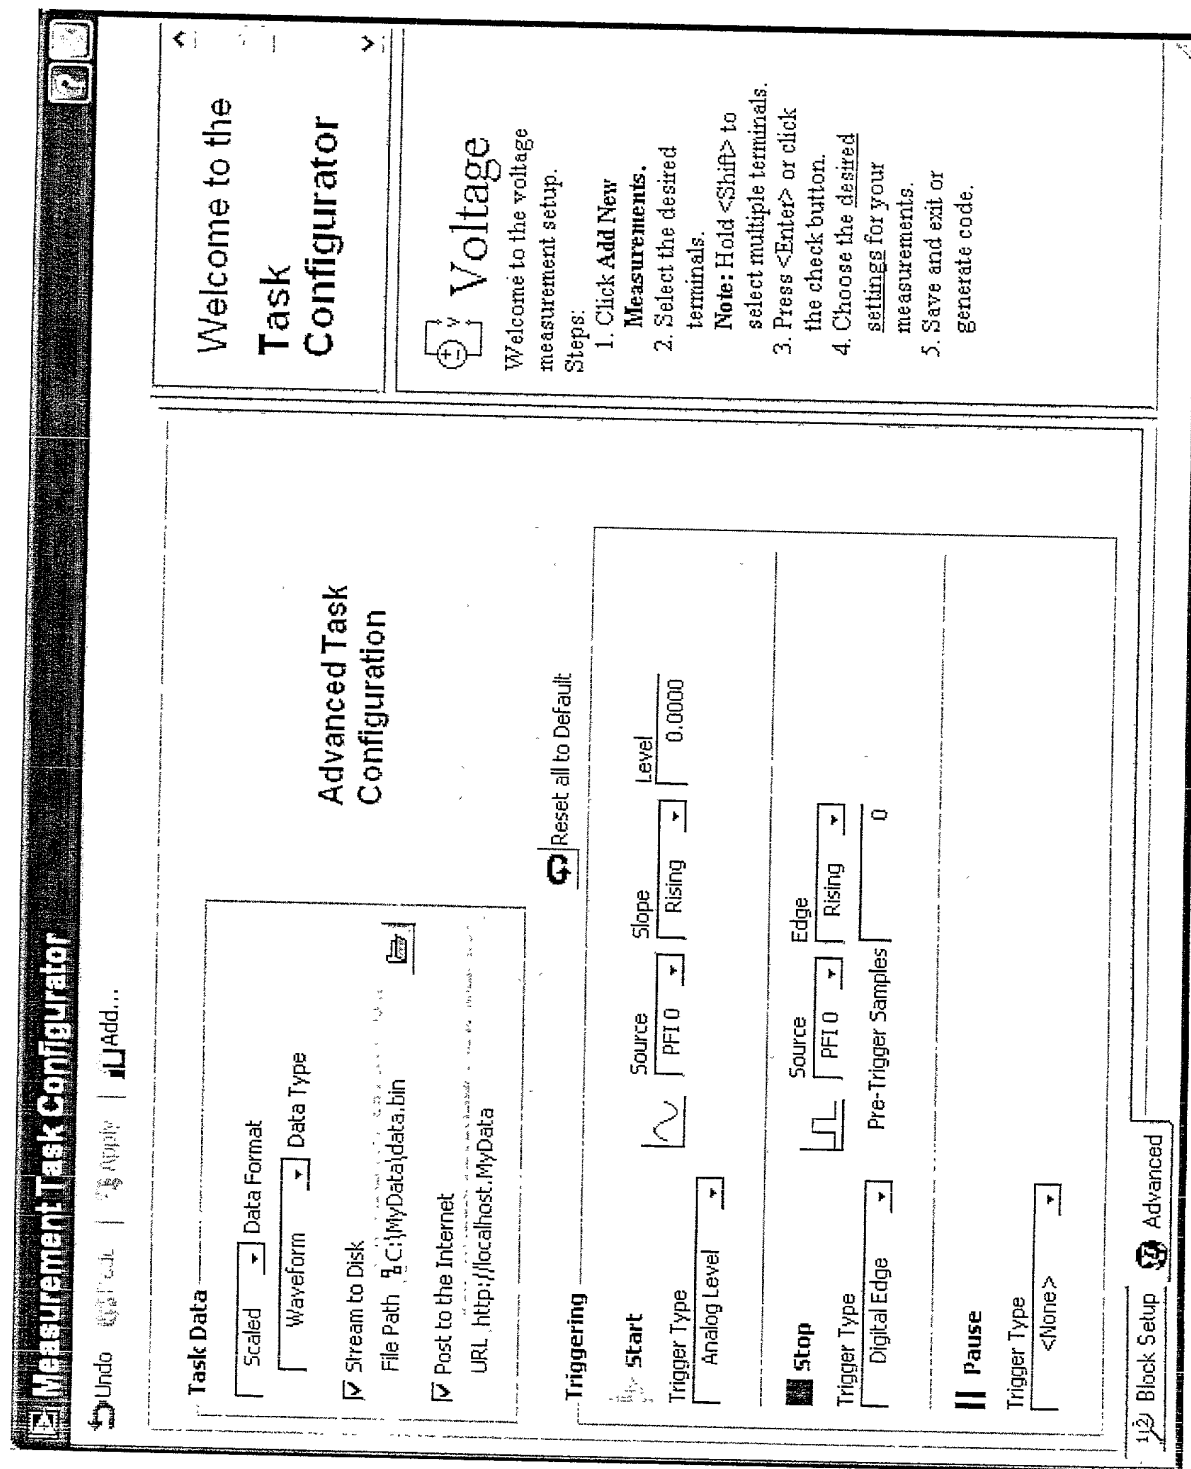 Measurement Task Configurator
?
Undo
Apply
Add...
Task Data
Scaled Data Format
Waveform Data Type
Stream to Disk
File Path C:\MyData\data.bin
Post to the Internet
URL http://localhost.MyData
Advanced Task
Configuration
Reset all to Default
Triggering
Start
Trigger Type
Analog Level
Source
PFI 0
Slope
Rising
Level
0.0000
Stop
Trigger Type
Digital Edge
Source
PFI 0
Edge
Rising
Pre-Trigger Samples 0
Pause
Trigger Type
<None>
Block Setup
Advanced
Welcome to the
Task
Configurator
Voltage
Welcome to the voltage
measurement setup.
Steps:
1. Click Add New
Measurements.
2. Select the desired
terminals.
Note: Hold <Shift> to
select multiple terminals.
3. Press <Enter> or click
the check button.
4. Choose the desired
settings for your
measurements.
5. Save and exit or
generate code.